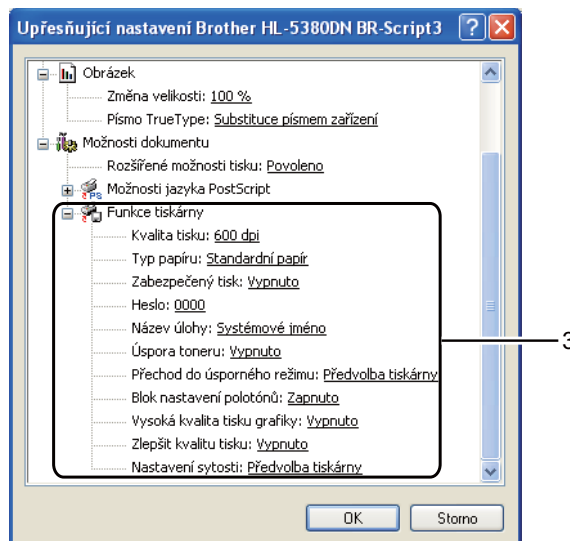 Upřesňující nastavení Brother HL-5380DN BR-Script3
Obrázek
Změna velikosti: 100 %
Písmo TrueType: Substituce písmem zařízení
Možnosti dokumentu
Rozšířené možnosti tisku: Povoleno
Možnosti jazyka PostScript
Funkce tiskárny
Kvalita tisku: 600 dpi
Typ papíru: Standardní papír
Zabezpečený tisk: Vypnuto
Heslo: 0000
Název úlohy: Systémové jméno
Úspora toneru: Vypnuto
Přechod do úsporného režimu: Předvolba tiskárny
Blok nastavení polotónů: Zapnuto
Vysoká kvalita tisku grafiky: Vypnuto
Zlepšit kvalitu tisku: Vypnuto
Nastavení sytosti: Předvolba tiskárny
3
OK
Storno